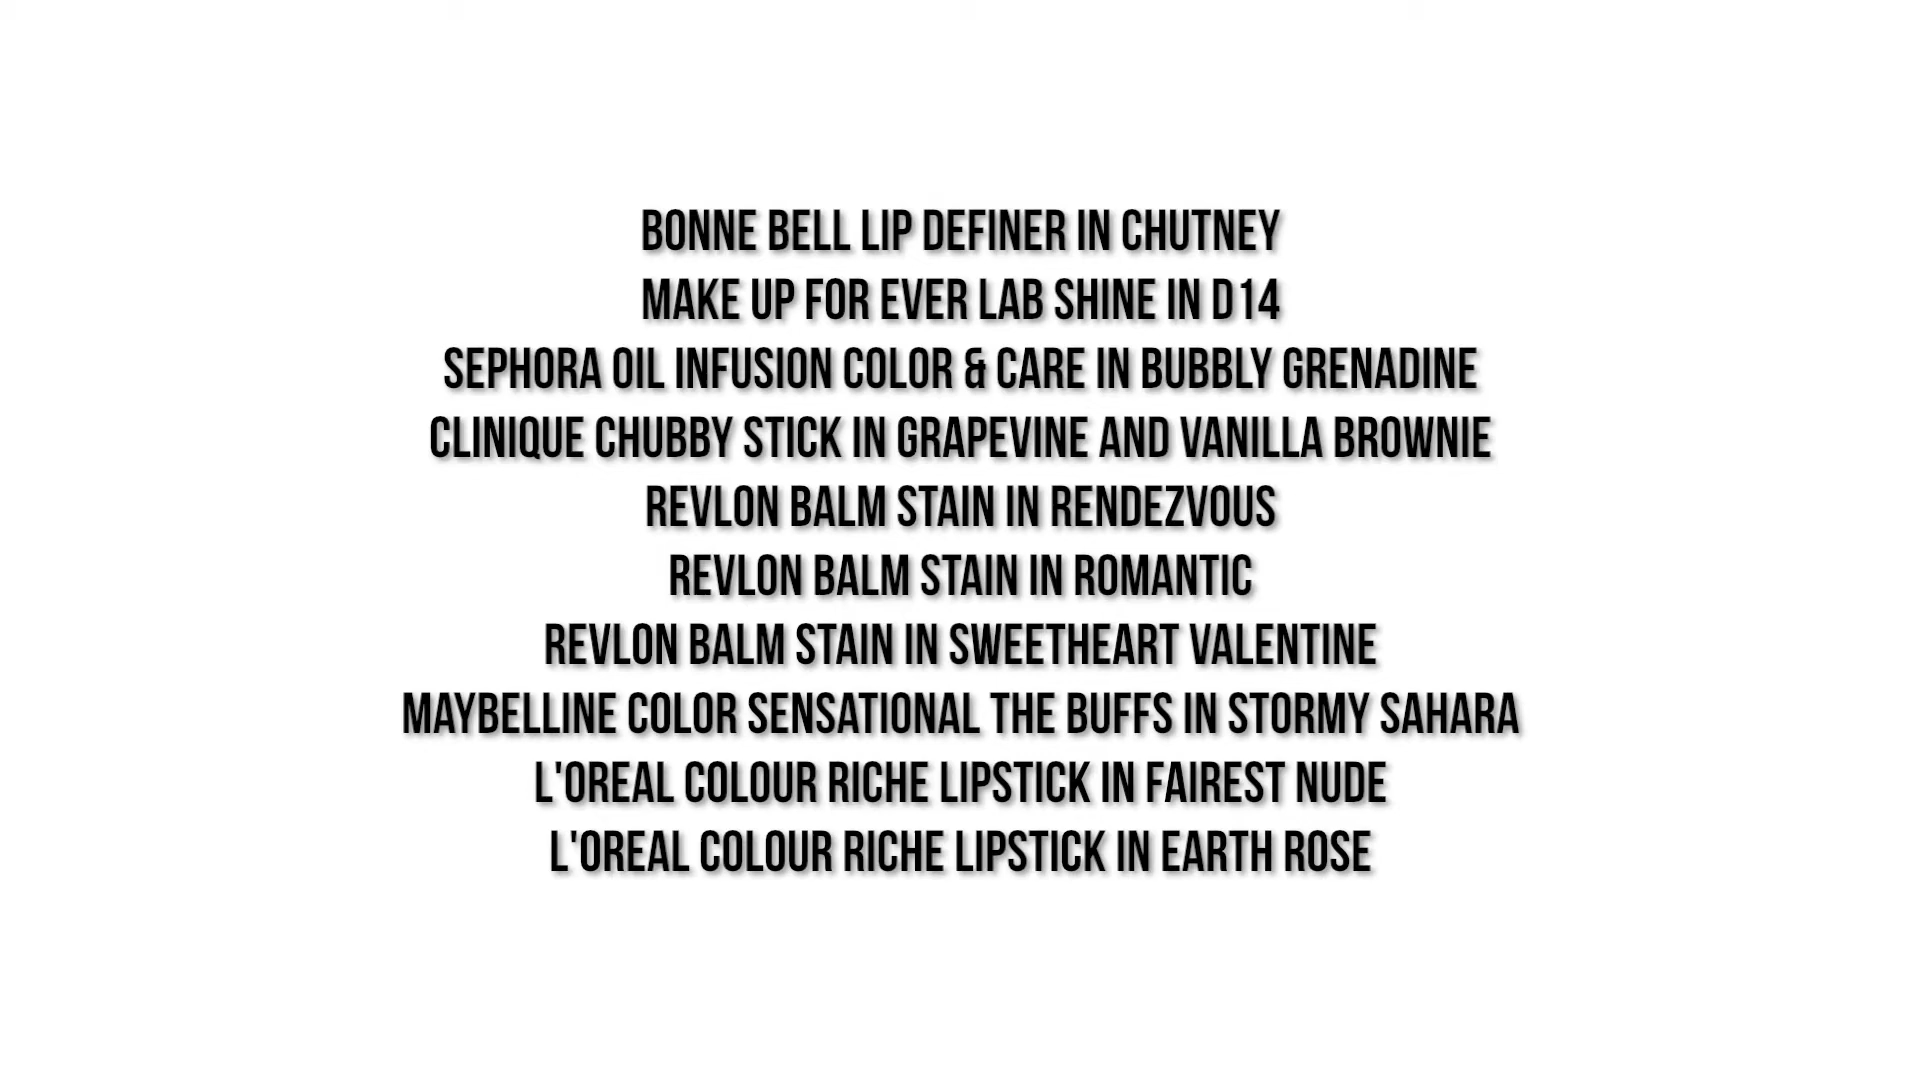 BONNE BELL LIP DEFINER IN CHUTNEY
MAKE UP FOR EVER LAB SHINE IN D14
SEPHORA OIL INFUSION COLOR & CARE IN BUBBLY GRENADINE
CLINIQUE CHUBBY STICK IN GRAPEVINE AND VANILLA BROWNIE
REVLON BALM STAIN IN RENDEZVOUS
REVLON BALM STAIN IN ROMANTIC
REVLON BALM STAIN IN SWEETHEART VALENTINE
MAYBELLINE COLOR SENSATIONAL THE BUFFS IN STORMY SAHARA
L'OREAL COLOUR RICHE LIPSTICK IN FAIREST NUDE
L'OREAL COLOUR RICHE LIPSTICK IN EARTH ROSE